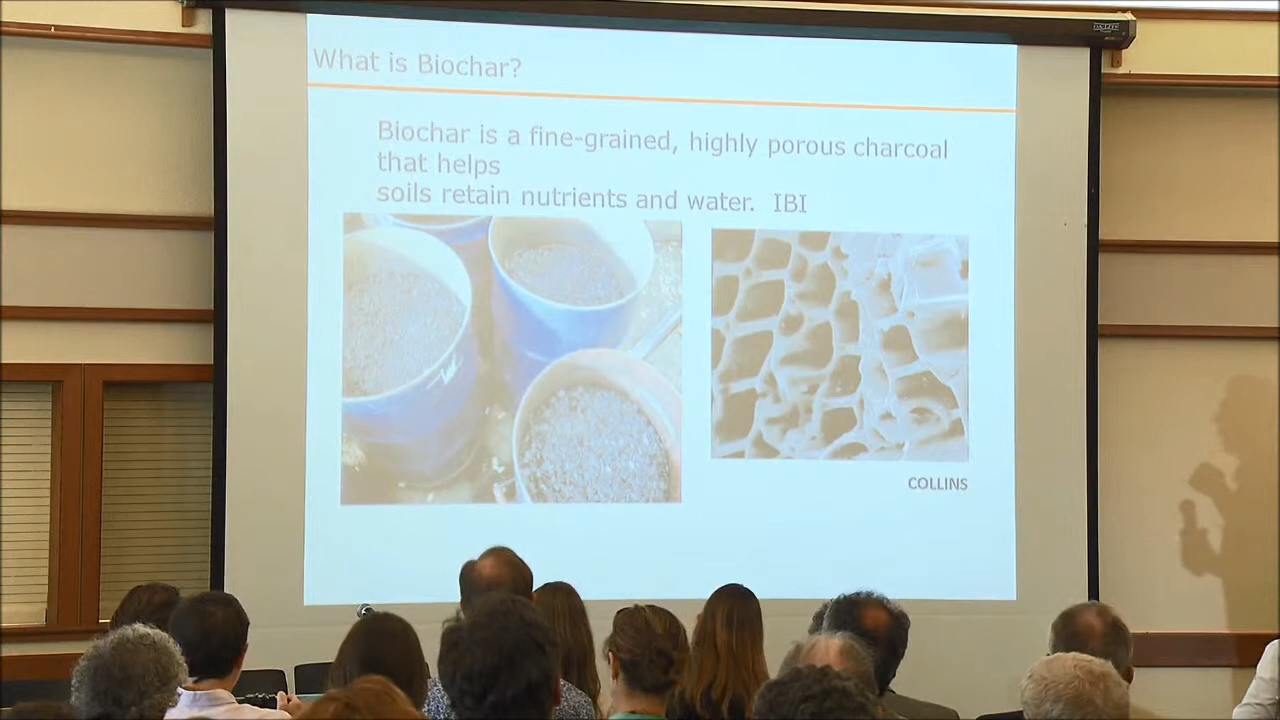 What is Biochar?
Biochar is a fine-grained, highly porous charcoal
that helps
soils retain nutrients and water.  IBI
COLLINS